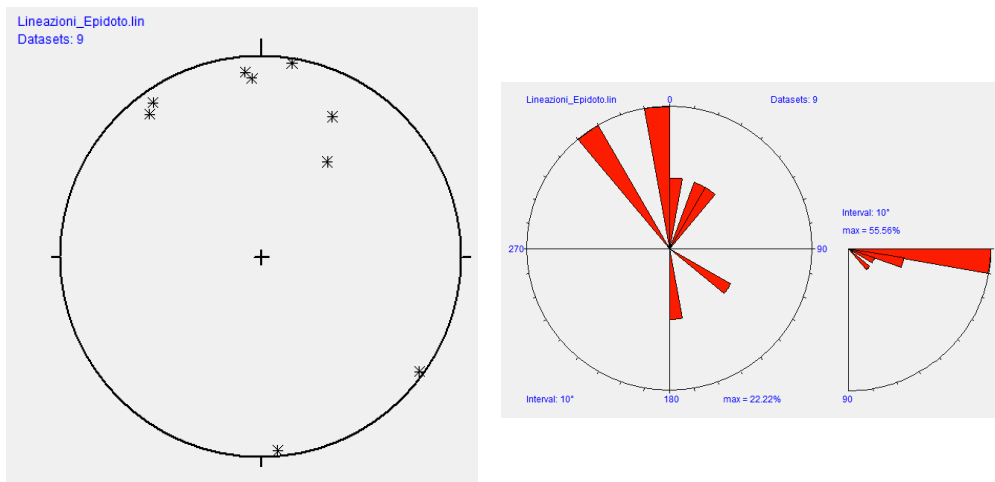 Lineazioni_Epidoto.lin
Datasets: 9
Lineazioni_Epidoto.lin
0
Datasets: 9
Interval: 10°
max = 55.56%
270
90
Interval: 10°
180
max = 22.22%
90